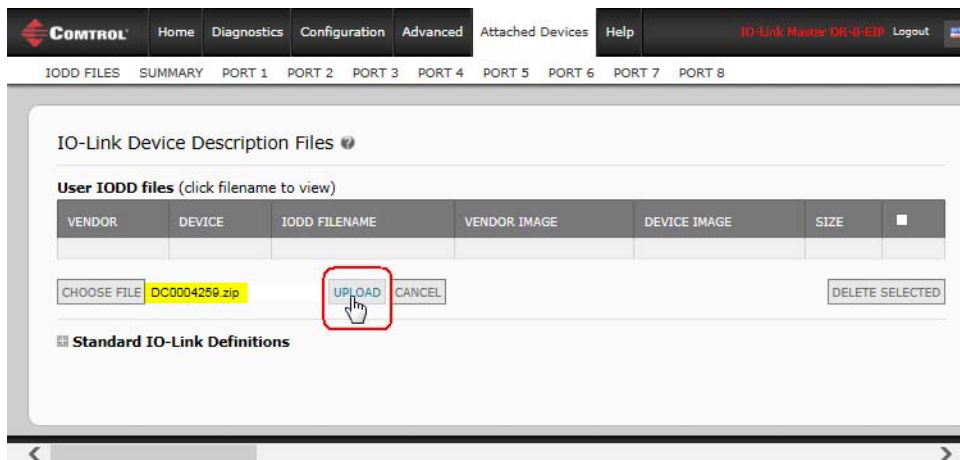 COMTROL Home Diagnostics Configuration Advanced Attached Devices Help IO-Link Master DR-8-EIP Logout
IODD FILES SUMMARY PORT 1 PORT 2 PORT 3 PORT 4 PORT 5 PORT 6 PORT 7 PORT 8
IO-Link Device Description Files
User IODD files (click filename to view)
VENDOR DEVICE IODD FILENAME VENDOR IMAGE DEVICE IMAGE SIZE
CHOOSE FILE DC0004259.zip UPLOAD CANCEL DELETE SELECTED
Standard IO-Link Definitions